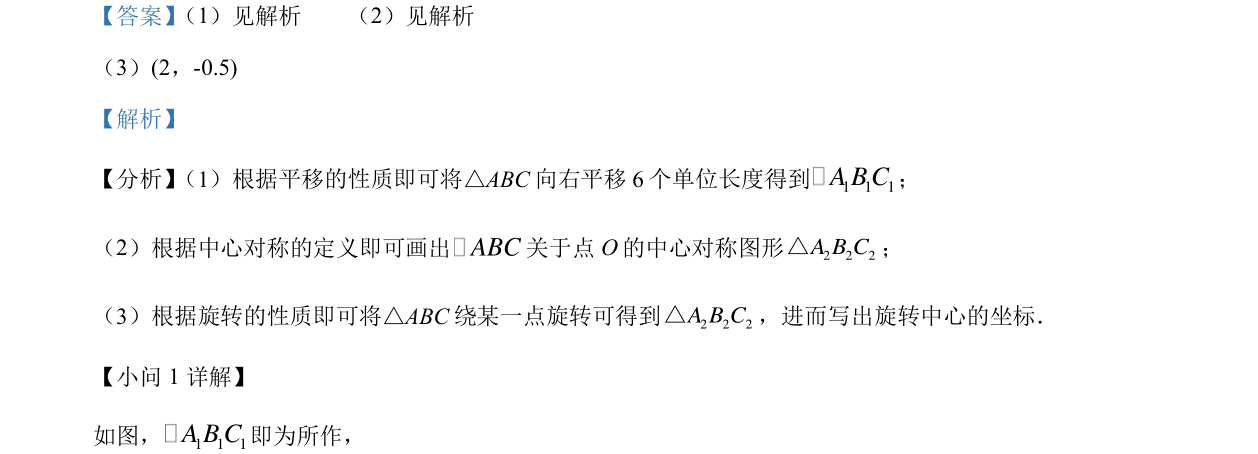 【答案】（1）见解析 （2）见解析
（3）(2，-0.5)
【解析】
【分析】（1）根据平移的性质即可将△ABC向右平移6个单位长度得到□A₁B₁C₁；
（2）根据中心对称的定义即可画出□ABC关于点O的中心对称图形△A₂B₂C₂；
（3）根据旋转的性质即可将△ABC绕某一点旋转可得到△A₂B₂C₂，进而写出旋转中心的坐标．
【小问1详解】
如图，□A₁B₁C₁即为所作，